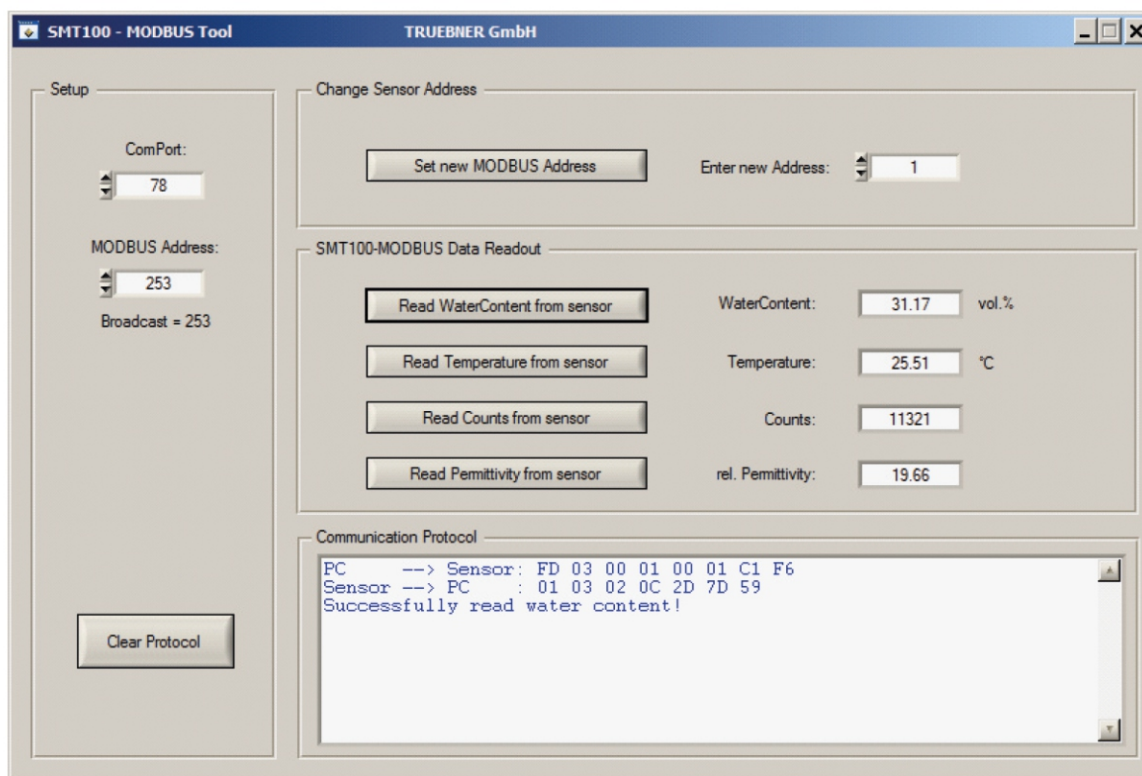 SMT100 - MODBUS Tool TRUEBNER GmbH
Setup
ComPort:
78
MODBUS Address:
253
Broadcast = 253
Clear Protocol
Change Sensor Address
Set new MODBUS Address Enter new Address: 1
SMT100-MODBUS Data Readout
Read WaterContent from sensor WaterContent: 31.17 vol.%
Read Temperature from sensor Temperature: 25.51 °C
Read Counts from sensor Counts: 11321
Read Permittivity from sensor rel. Permittivity: 19.66
Communication Protocol
PC --> Sensor: FD 03 00 01 00 01 C1 F6
Sensor --> PC : 01 03 02 0C 2D 7D 59
Successfully read water content!